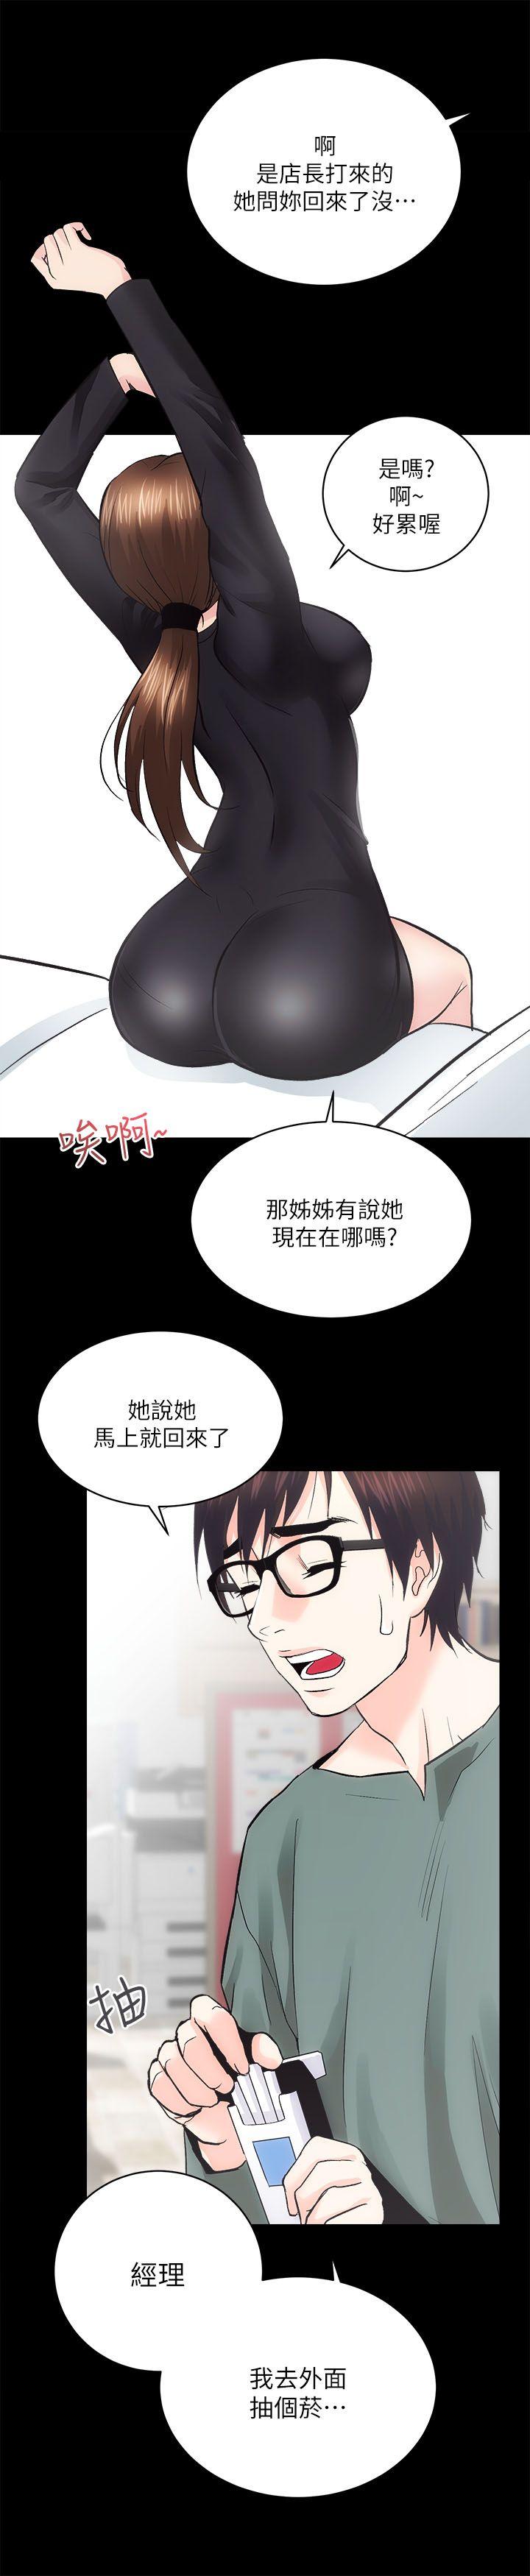 啊
是店長打來的
她問妳回來了沒⋯
是嗎?
啊~
好累喔
唉啊~
那姊姊有說她
現在在哪嗎?
她說她
馬上就回來了
抽
經理
我去外面
抽個菸⋯